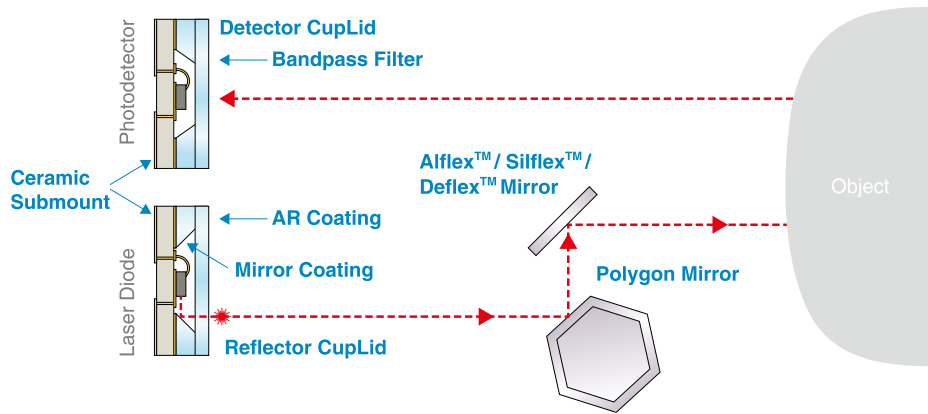 Detector CupLid
Bandpass Filter
Photodetector
Alflex™ / Silflex™ /
Deflex™ Mirror
Ceramic
Submount
Object
AR Coating
Mirror Coating
Polygon Mirror
Laser Diode
Reflector CupLid